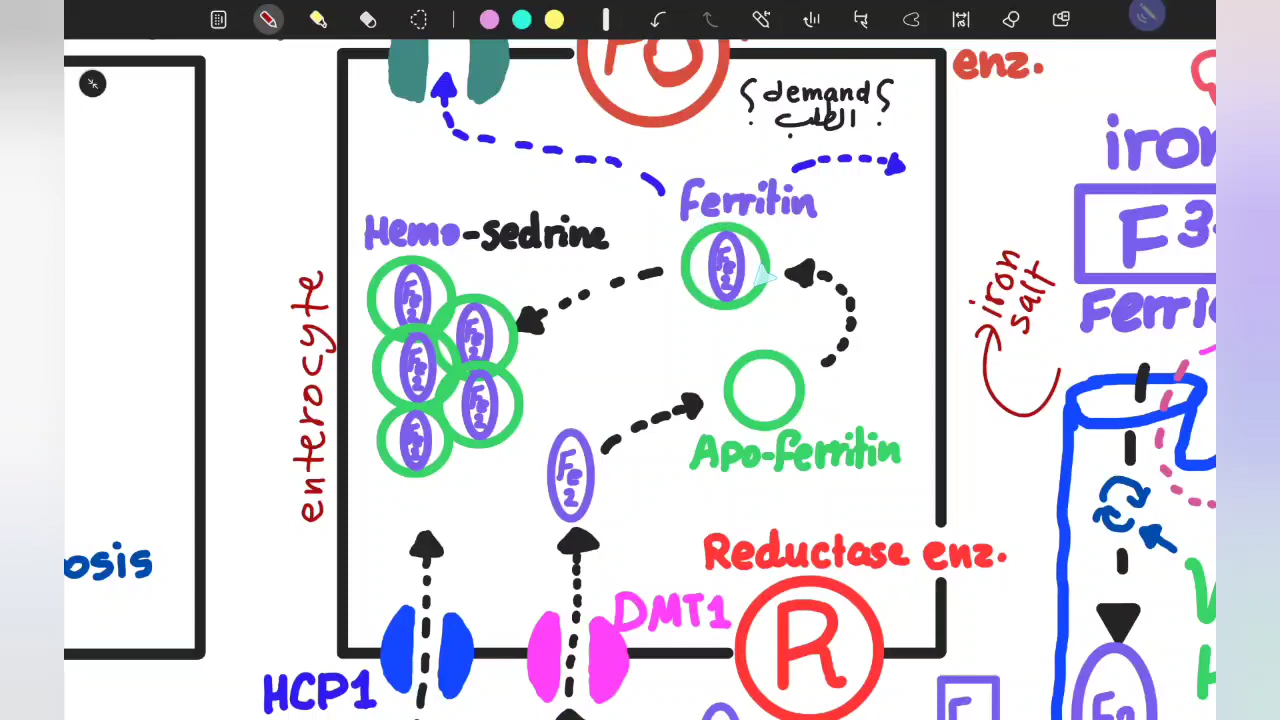 enz.
؟ demand ؟
الطلب
iron
Ferritin
F3
Hemo-sedrine
Fe2
Fe2
Fe2
Fe2
Fe2
Fe2
iron
salt
enterocyte
Apo-ferritin
Fe2
osis
Reductase enz.
DMT1
R
HCP1
F